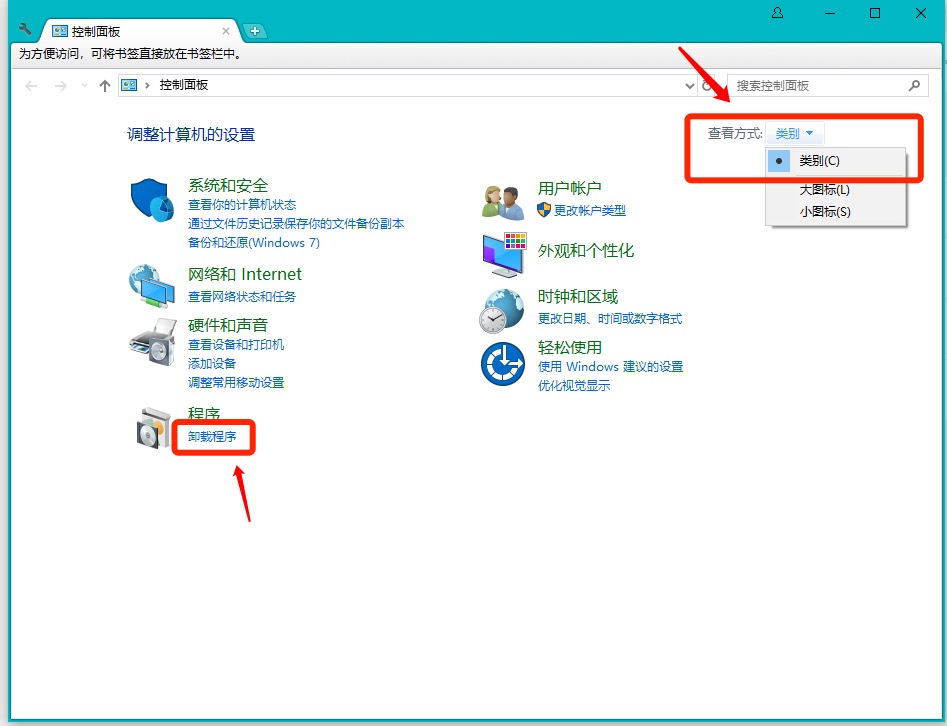 控制面板
为方便访问，可将书签直接放在书签栏中。
控制面板
搜索控制面板
调整计算机的设置
查看方式: 类别
类别(C)
大图标(L)
小图标(S)
系统和安全
查看你的计算机状态
通过文件历史记录保存你的文件备份副本
备份和还原(Windows 7)
网络和 Internet
查看网络状态和任务
硬件和声音
查看设备和打印机
添加设备
调整常用移动设置
程序
卸载程序
用户帐户
更改帐户类型
外观和个性化
时钟和区域
更改日期、时间或数字格式
轻松使用
使用 Windows 建议的设置
优化视觉显示